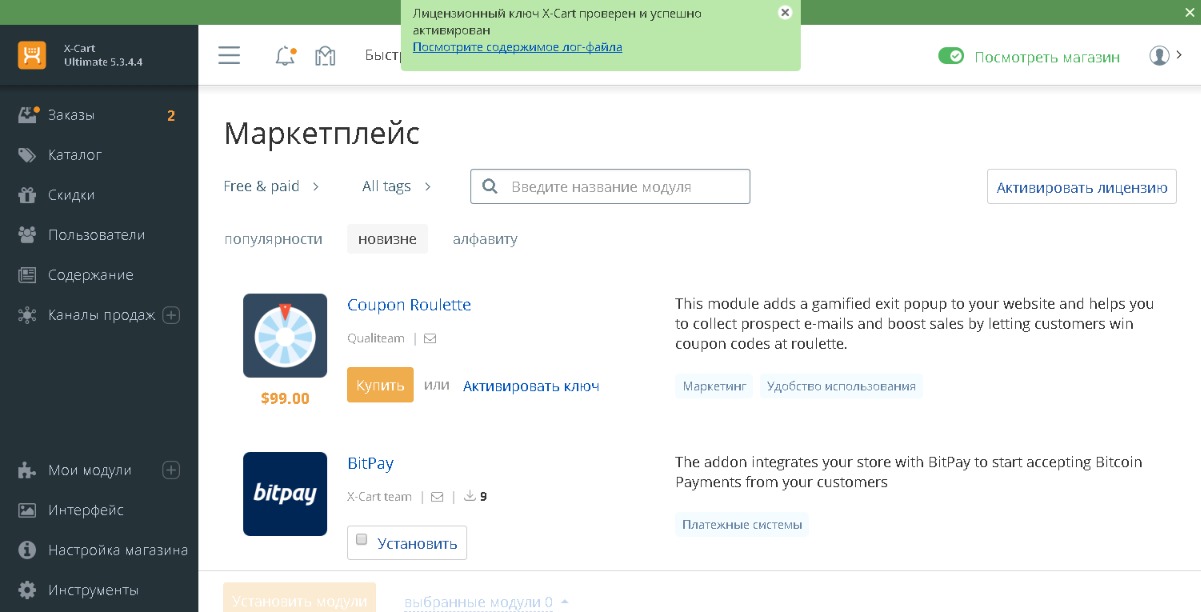 Лицензионный ключ X-Cart проверен и успешно
активирован
Посмотрите содержимое лог-файла
X-Cart
Ultimate 5.3.4.4
Быст
Посмотреть магазин
Заказы 2
Каталог
Скидки
Пользователи
Содержание
Каналы продаж
Мои модули
Интерфейс
Настройка магазина
Инструменты
Маркетплейс
Free & paid
All tags
Введите название модуля
Активировать лицензию
популярности
новизне
алфавиту
Coupon Roulette
Qualiteam |
Купить или Активировать ключ
$99.00
This module adds a gamified exit popup to your website and helps you
to collect prospect e-mails and boost sales by letting customers win
coupon codes at roulette.
Маркетинг
Удобство использования
bitpay
BitPay
X-Cart team | | 9
Установить
The addon integrates your store with BitPay to start accepting Bitcoin
Payments from your customers
Платежные системы
Установить модули
выбранные модули 0